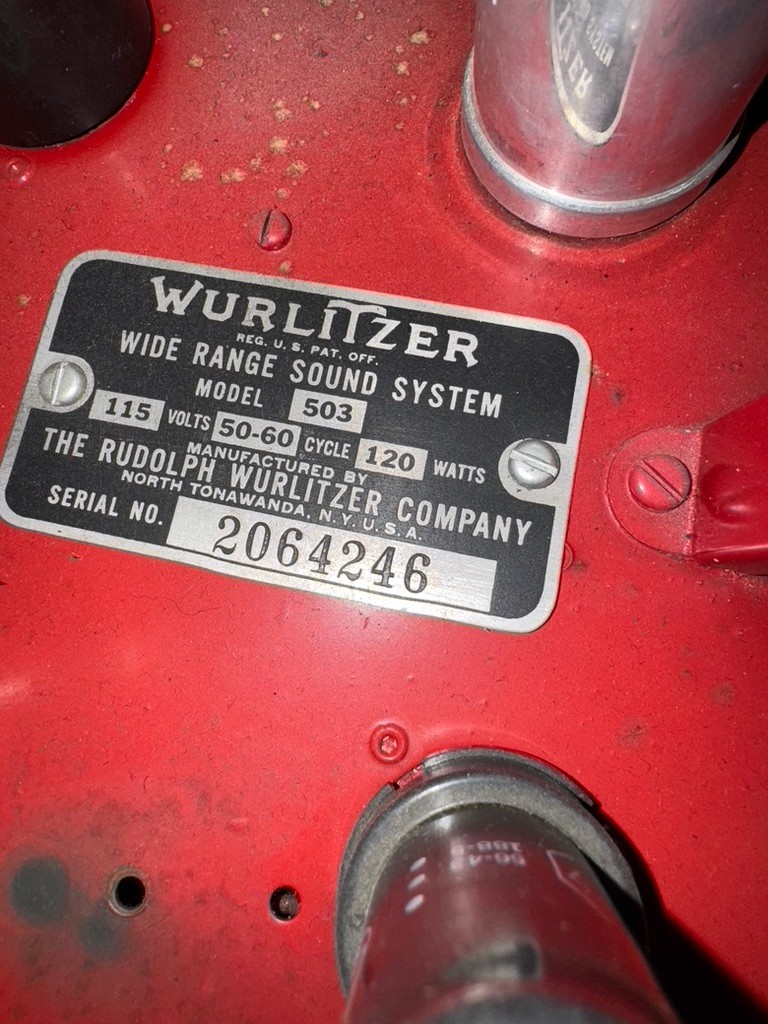 WURLITZER
REG. U. S. PAT. OFF.
WIDE RANGE SOUND SYSTEM
MODEL 503
115 VOLTS 50-60 CYCLE 120 WATTS
MANUFACTURED BY
THE RUDOLPH WURLITZER COMPANY
NORTH TONAWANDA, N.Y. U.S.A.
SERIAL NO. 2064246